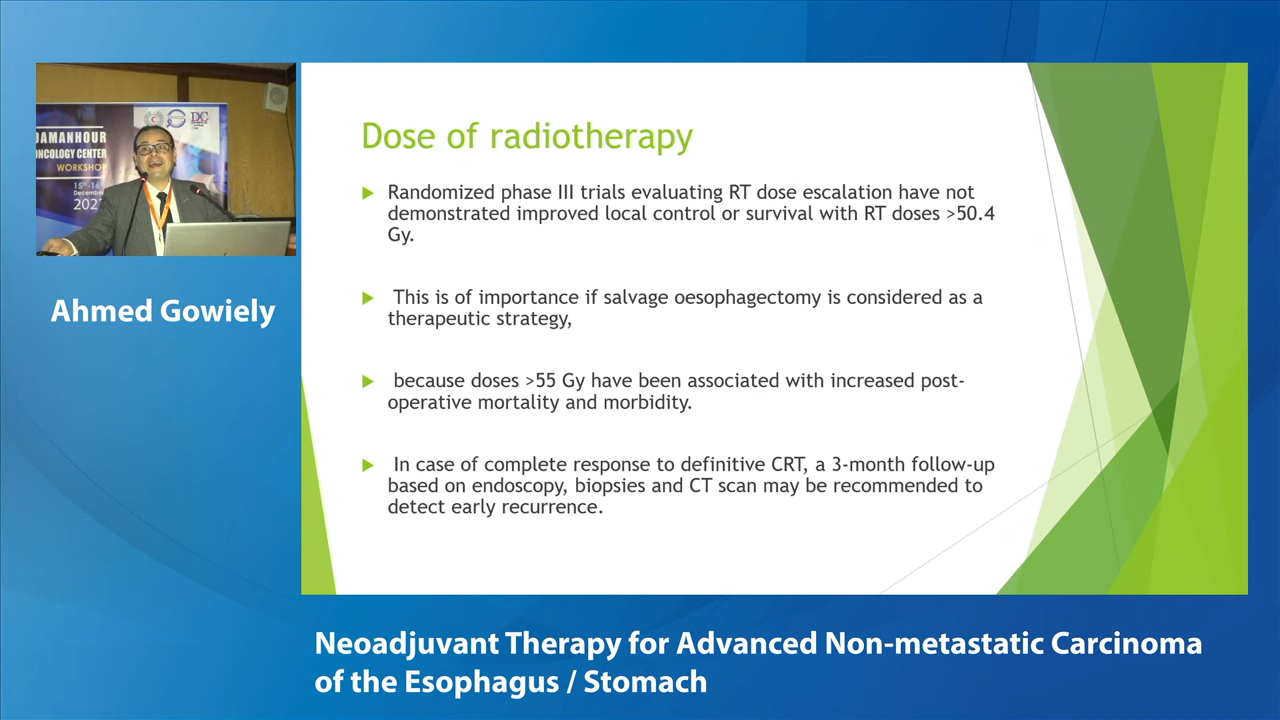 DAMANHOUR
ONCOLOGY CENTER
WORKSHOP
December
Ahmed Gowiely
Dose of radiotherapy
Randomized phase III trials evaluating RT dose escalation have not
demonstrated improved local control or survival with RT doses >50.4
Gy.
This is of importance if salvage oesophagectomy is considered as a
therapeutic strategy,
because doses >55 Gy have been associated with increased post-
operative mortality and morbidity.
In case of complete response to definitive CRT, a 3-month follow-up
based on endoscopy, biopsies and CT scan may be recommended to
detect early recurrence.
Neoadjuvant Therapy for Advanced Non-metastatic Carcinoma
of the Esophagus / Stomach